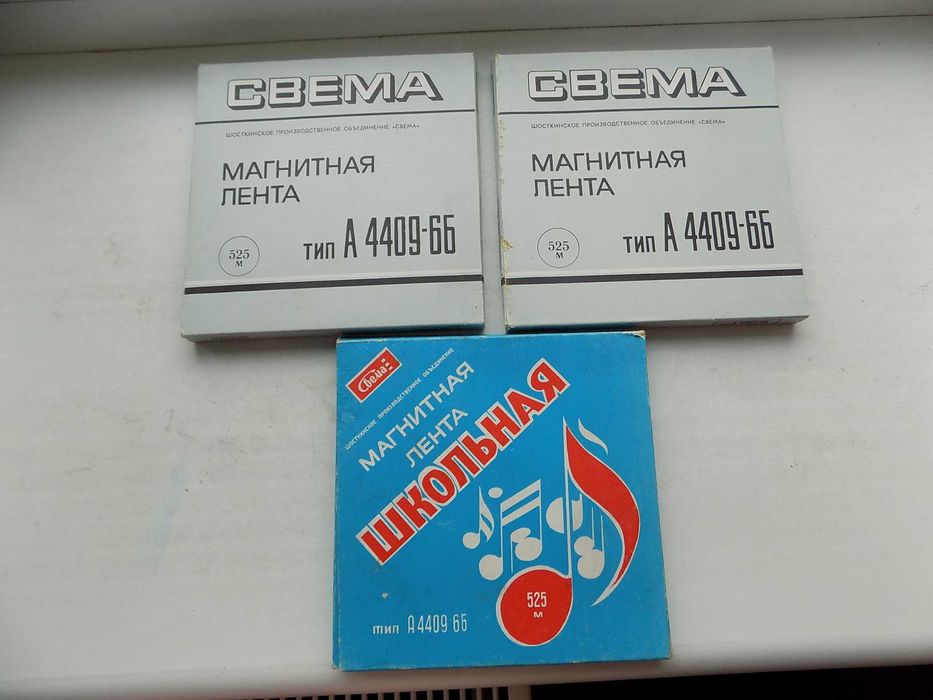 СВЕМА
ШОСТКИНСКОЕ ПРОИЗВОДСТВЕННОЕ ОБЪЕДИНЕНИЕ «СВЕМА»
МАГНИТНАЯ
ЛЕНТА
525
М
тип А 4409-6Б
СВЕМА
ШОСТКИНСКОЕ ПРОИЗВОДСТВЕННОЕ ОБЪЕДИНЕНИЕ «СВЕМА»
МАГНИТНАЯ
ЛЕНТА
525
М
тип А 4409-6Б
Свема
ШОСТКИНСКОЕ ПРОИЗВОДСТВЕННОЕ ОБЪЕДИНЕНИЕ
МАГНИТНАЯ
ЛЕНТА
ШКОЛЬНАЯ
525
М
тип А4409-6Б